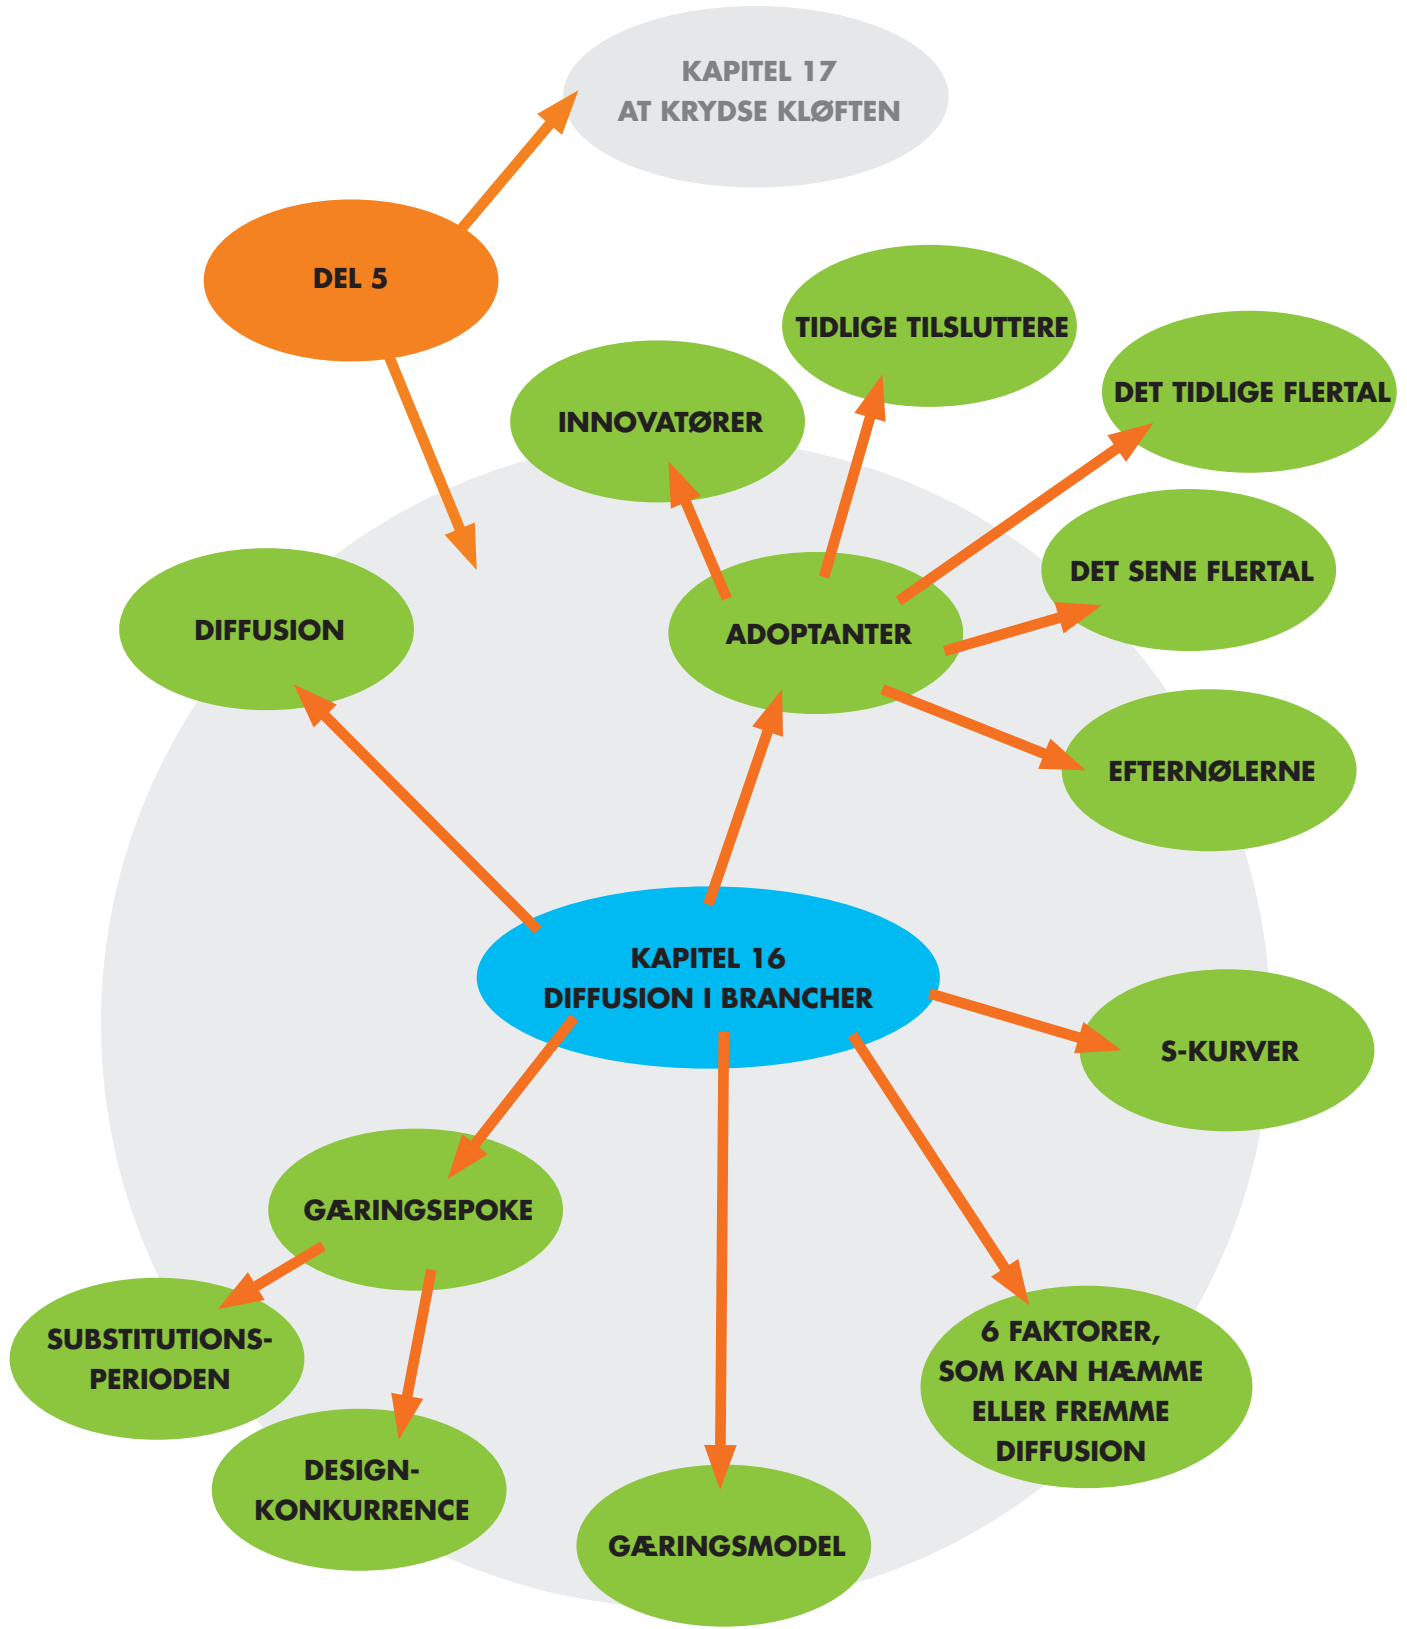 KAPITEL 17
AT KRYDSE KLØFTEN
DEL 5
TIDLIGE TILSLUTTERE
DET TIDLIGE FLERTAL
INNOVATØRER
DET SENE FLERTAL
DIFFUSION
ADOPTANTER
EFTERNØLERNE
KAPITEL 16
DIFFUSION I BRANCHER
S-KURVER
GÆRINGSEPOKE
SUBSTITUTIONS-
PERIODEN
6 FAKTORER,
SOM KAN HÆMME
ELLER FREMME
DIFFUSION
DESIGN-
KONKURRENCE
GÆRINGSMODEL